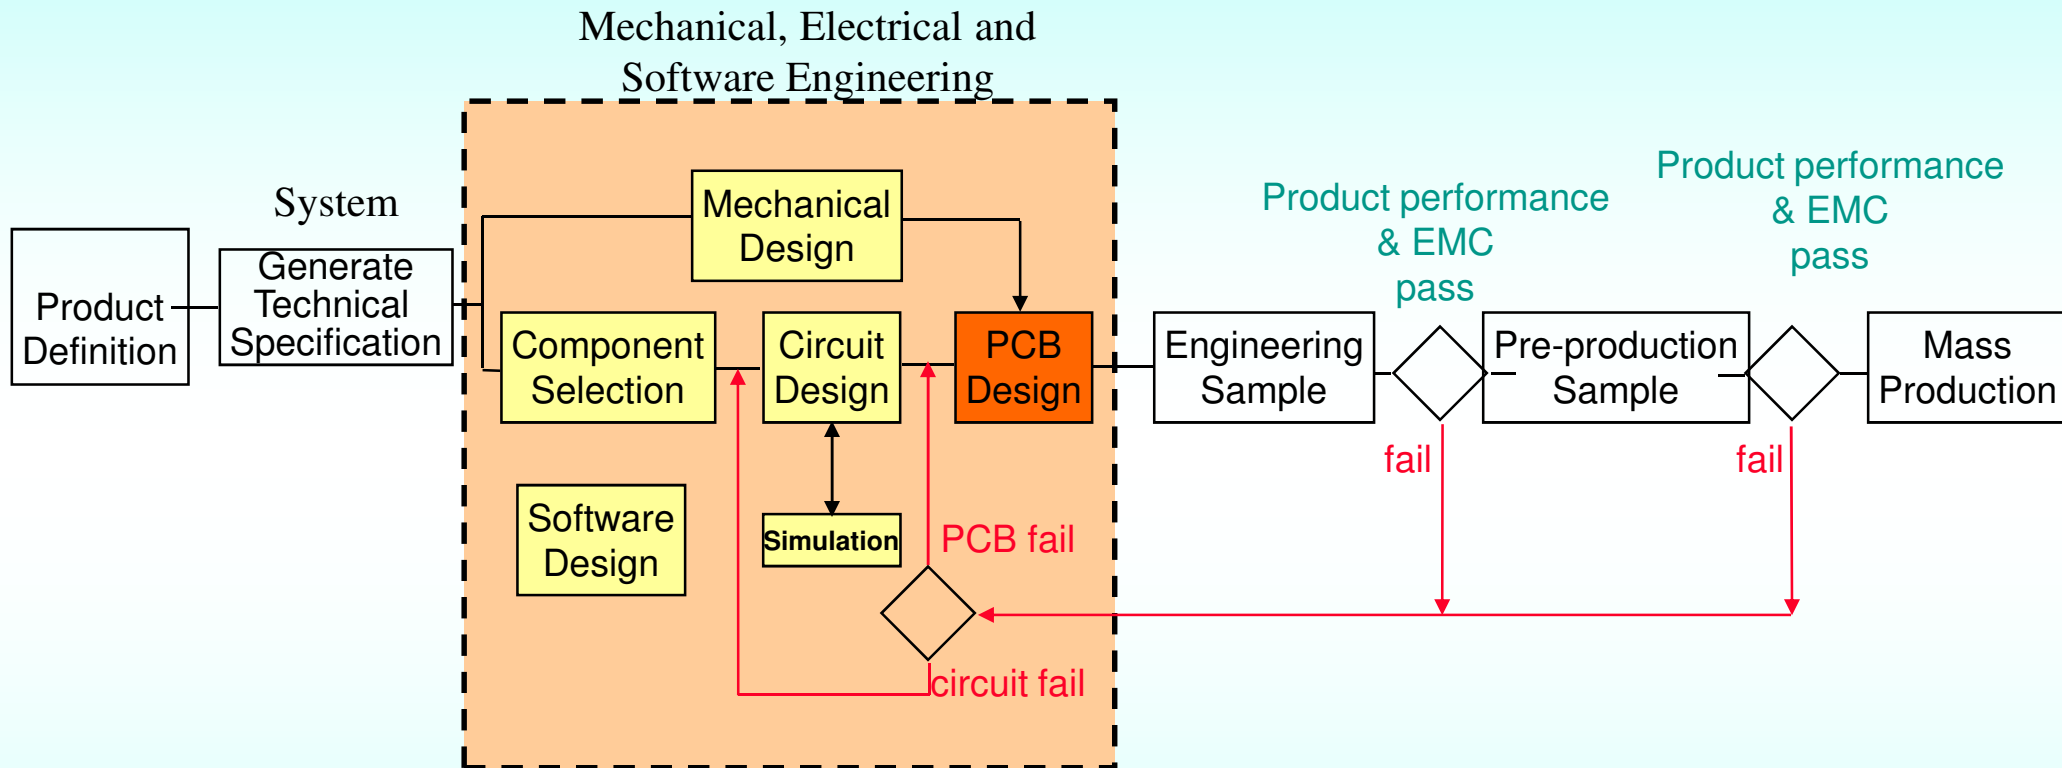 Mechanical, Electrical and
Software Engineering
System
Product
Definition
Generate
Technical
Specification
Mechanical
Design
Component
Selection
Circuit
Design
PCB
Design
Software
Design
Simulation
PCB fail
circuit fail
Engineering
Sample
Product performance
& EMC
pass
fail
Pre-production
Sample
Product performance
& EMC
pass
fail
Mass
Production